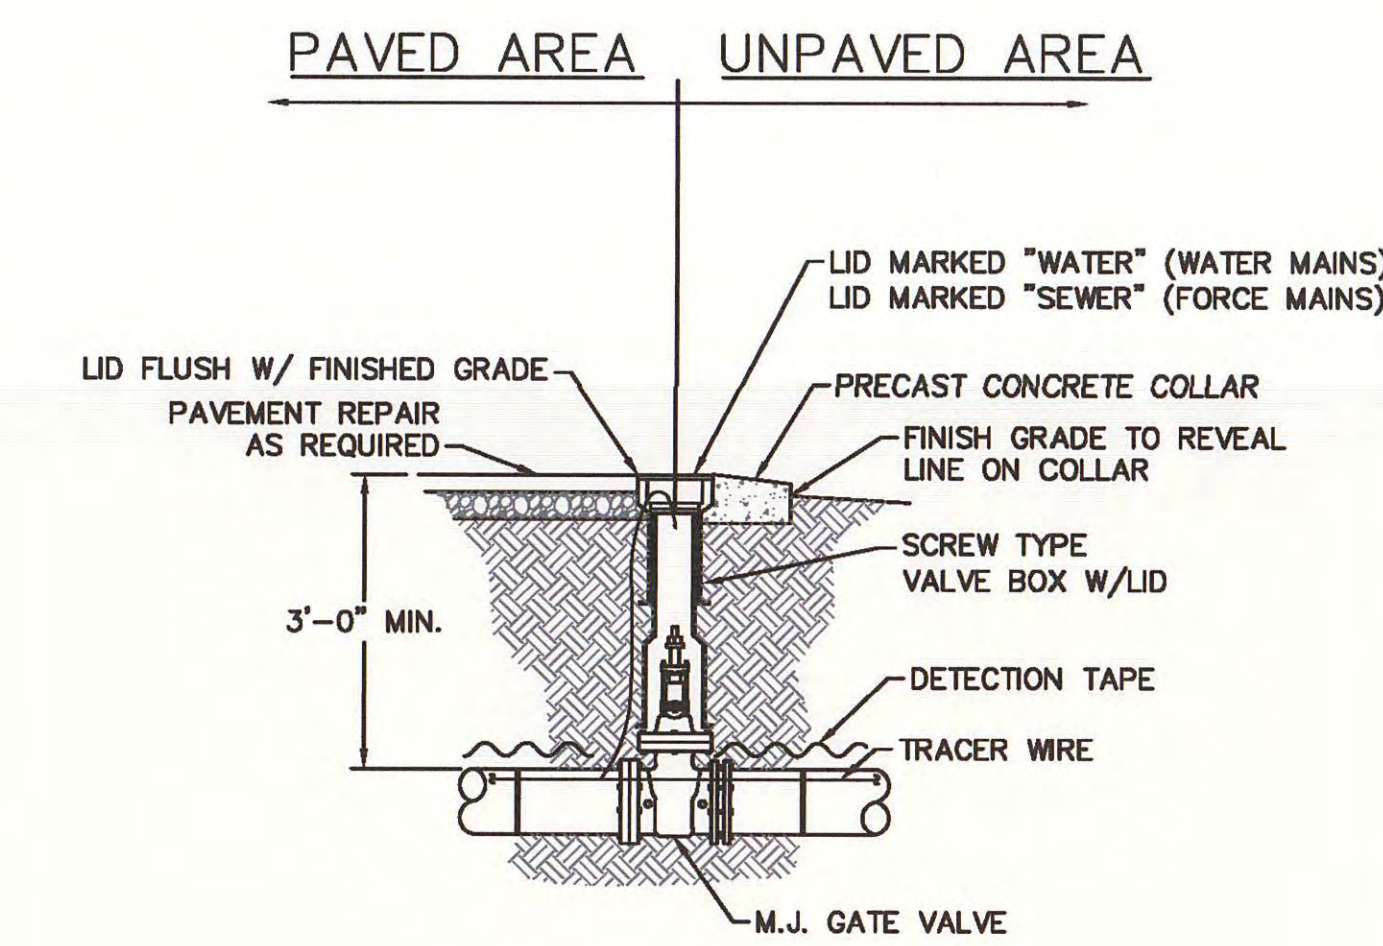 PAVED AREA
UNPAVED AREA
LID MARKED "WATER" (WATER MAINS)
LID MARKED "SEWER" (FORCE MAINS)
LID FLUSH W/ FINISHED GRADE
PRECAST CONCRETE COLLAR
PAVEMENT REPAIR
AS REQUIRED
FINISH GRADE TO REVEAL
LINE ON COLLAR
SCREW TYPE
VALVE BOX W/LID
3'-0" MIN.
DETECTION TAPE
TRACER WIRE
M.J. GATE VALVE